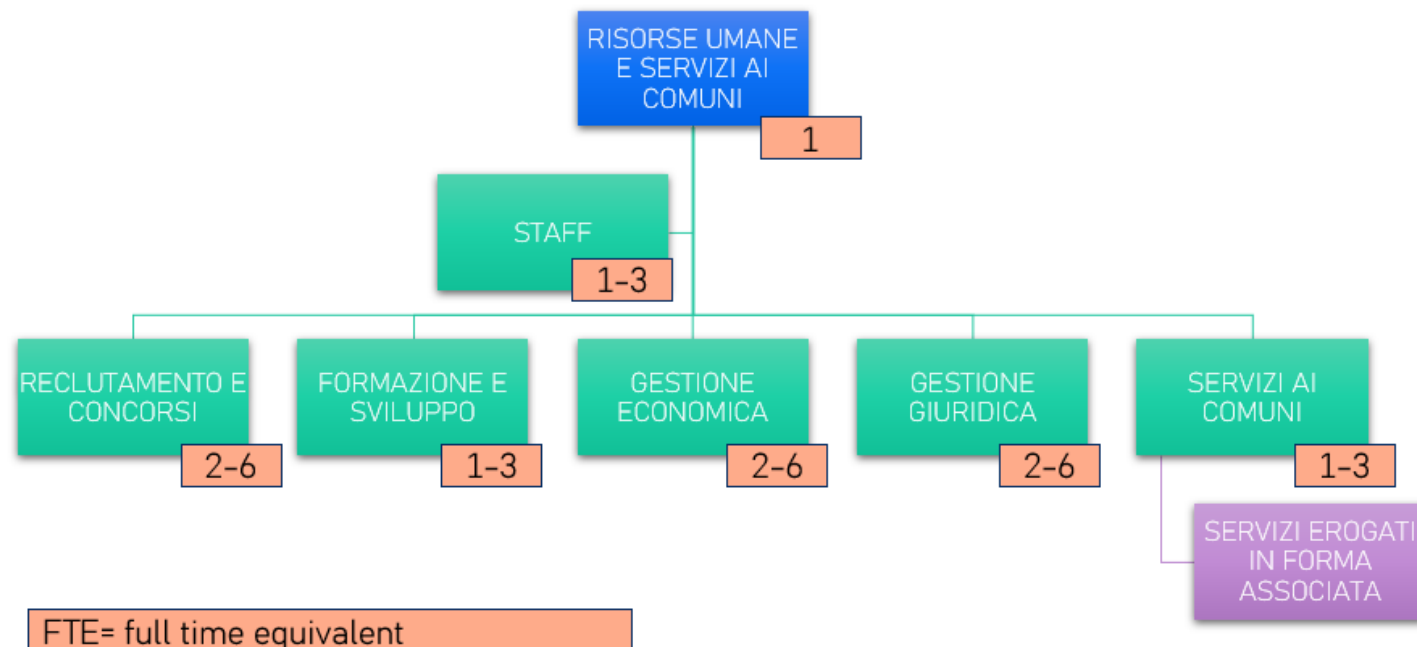 RISORSE UMANE
E SERVIZI AI
COMUNI
1
STAFF
1-3
RECLUTAMENTO E
CONCORSI
2-6
FORMAZIONE E
SVILUPPO
1-3
GESTIONE
ECONOMICA
2-6
GESTIONE
GIURIDICA
2-6
SERVIZI AI
COMUNI
1-3
SERVIZI EROGATI
IN FORMA
ASSOCIATA
FTE= full time equivalent